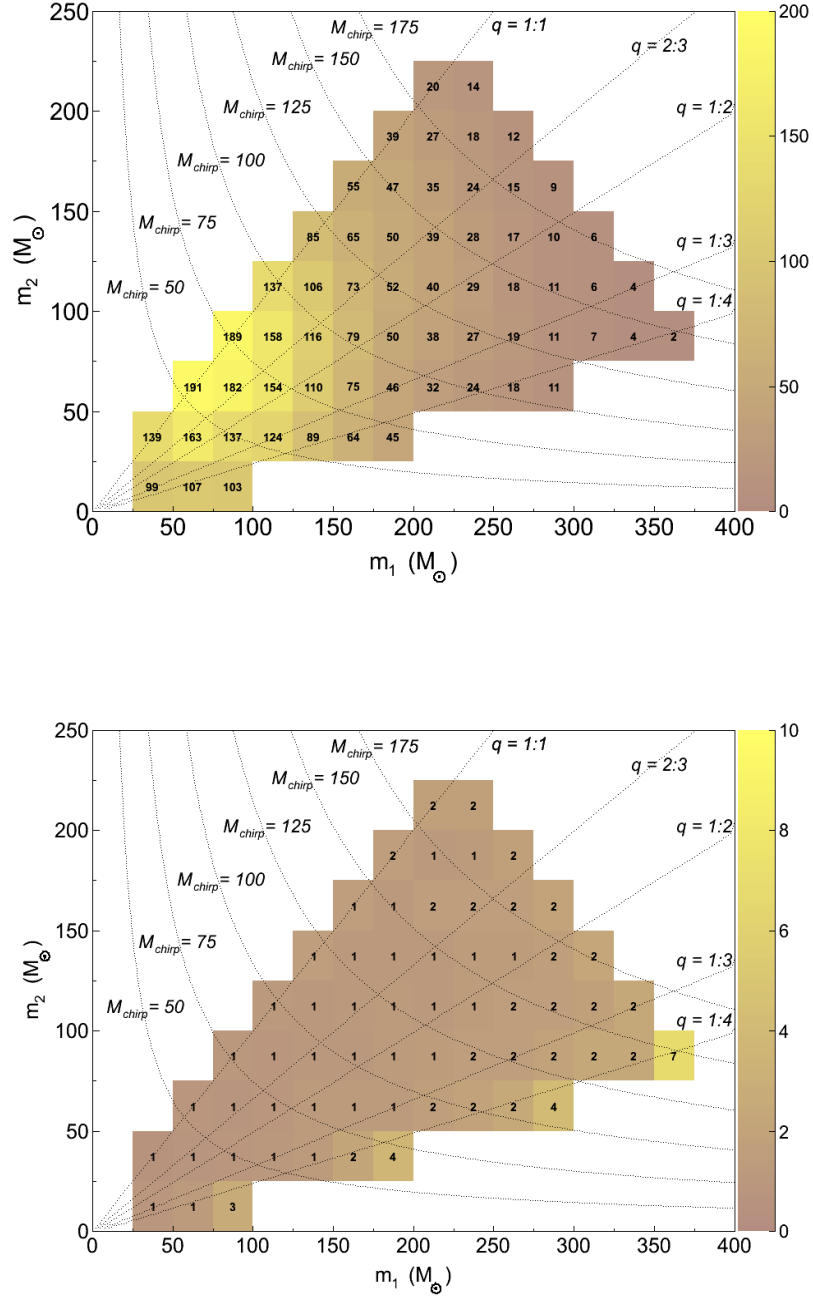 250
200
M_chirp = 175
q = 1:1
200
M_chirp = 150
q = 2:3
20 14
200
M_chirp = 125
39 27 18 12
q = 1:2
150
M_chirp = 100
55 47 35 24 15 9
150
M_chirp = 75
85 65 50 39 28 17 10 6
q = 1:3
m₂ (M⊙)
100
M_chirp = 50
137 106 73 52 40 29 18 11 6 4
q = 1:4
100
189 158 116 79 50 38 27 19 11 7 4 2
191 182 154 110 75 46 32 24 18 11
50
50
139 163 137 124 89 64 45
99 107 103
0
0
0 50 100 150 200 250 300 350 400
m₁ (M⊙)
250
10
M_chirp = 175
q = 1:1
M_chirp = 150
q = 2:3
2 2
200
8
M_chirp = 125
2 1 1 2
q = 1:2
M_chirp = 100
1 1 2 2 2 2
150
6
M_chirp = 75
1 1 1 1 1 1 2 2
q = 1:3
m₂ (M⊙)
M_chirp = 50
1 1 1 1 1 1 2 2 2 2
q = 1:4
100
4
1 1 1 1 1 1 2 2 2 2 2 7
1 1 1 1 1 1 2 2 2 4
50
2
1 1 1 1 1 2 4
1 1 3
0
0
0 50 100 150 200 250 300 350 400
m₁ (M⊙)